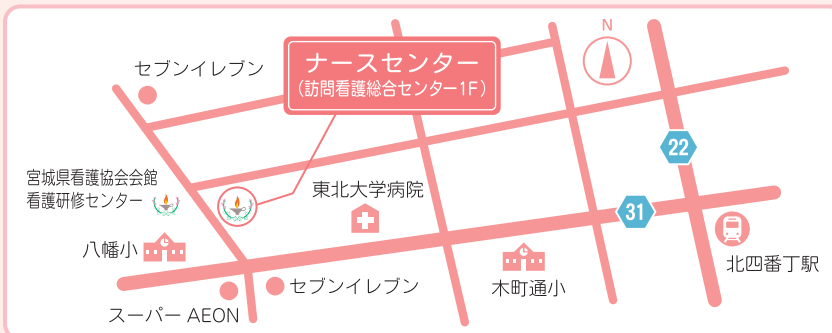 セブンイレブン
ナースセンター
(訪問看護総合センター1F)
N
22
宮城県看護協会会館
看護研修センター
東北大学病院
31
八幡小
北四番丁駅
木町通小
セブンイレブン
スーパー AEON